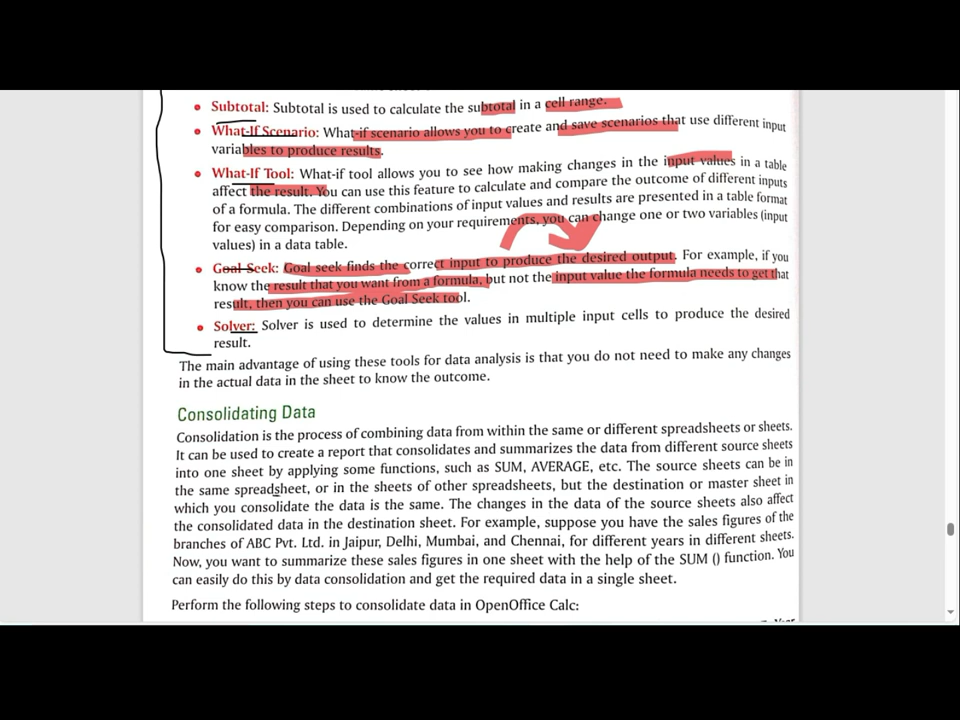 • Subtotal: Subtotal is used to calculate the subtotal in a cell range.
• What-If Scenario: What-if scenario allows you to create and save scenarios that use different input
variables to produce results.
• What-If Tool: What-if tool allows you to see how making changes in the input values in a table
affect the result. You can use this feature to calculate and compare the outcome of different inputs
of a formula. The different combinations of input values and results are presented in a table format
for easy comparison. Depending on your requirements, you can change one or two variables (input
values) in a data table.
• Goal Seek: Goal seek finds the correct input to produce the desired output. For example, if you
know the result that you want from a formula, but not the input value the formula needs to get that
result, then you can use the Goal Seek tool.
• Solver: Solver is used to determine the values in multiple input cells to produce the desired
result.
The main advantage of using these tools for data analysis is that you do not need to make any changes
in the actual data in the sheet to know the outcome.
Consolidating Data
Consolidation is the process of combining data from within the same or different spreadsheets or sheets.
It can be used to create a report that consolidates and summarizes the data from different source sheets
into one sheet by applying some functions, such as SUM, AVERAGE, etc. The source sheets can be in
the same spreadsheet, or in the sheets of other spreadsheets, but the destination or master sheet in
which you consolidate the data is the same. The changes in the data of the source sheets also affect
the consolidated data in the destination sheet. For example, suppose you have the sales figures of the
branches of ABC Pvt. Ltd. in Jaipur, Delhi, Mumbai, and Chennai, for different years in different sheets.
Now, you want to summarize these sales figures in one sheet with the help of the SUM () function. You
can easily do this by data consolidation and get the required data in a single sheet.
Perform the following steps to consolidate data in OpenOffice Calc: